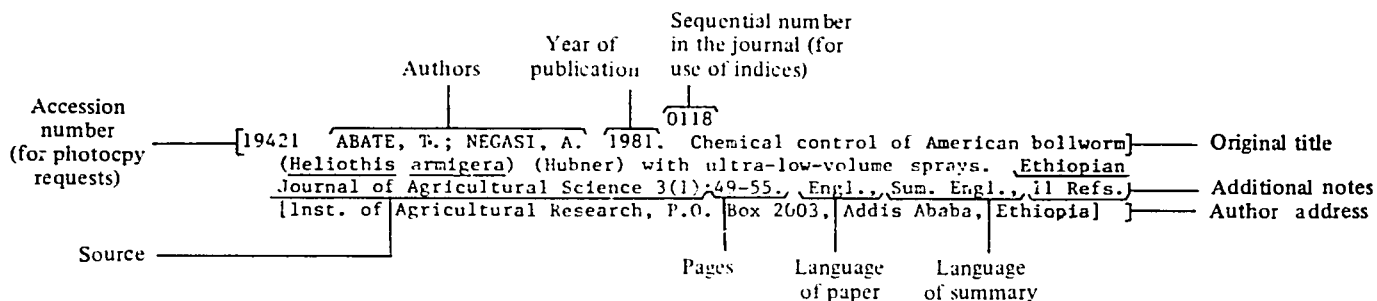 Sequential number
in the journal (for
use of indices)
Year of
publication
Authors
0118
Accession
number
(for photocpy
requests)
[19421 ABATE, T.; NEGASI, A. 1981. Chemical control of American bollworm]
Original title
(Heliothis armigera) (Hubner) with ultra-low-volume sprays. Ethiopian
Journal of Agricultural Science 3(1):49-55. Engl., Sum. Engl., 11 Refs.]
Additional notes
[Inst. of Agricultural Research, P.O. Box 2003, Addis Ababa, Ethiopia]
Author address
Source
Pages
Language
of paper
Language
of summary